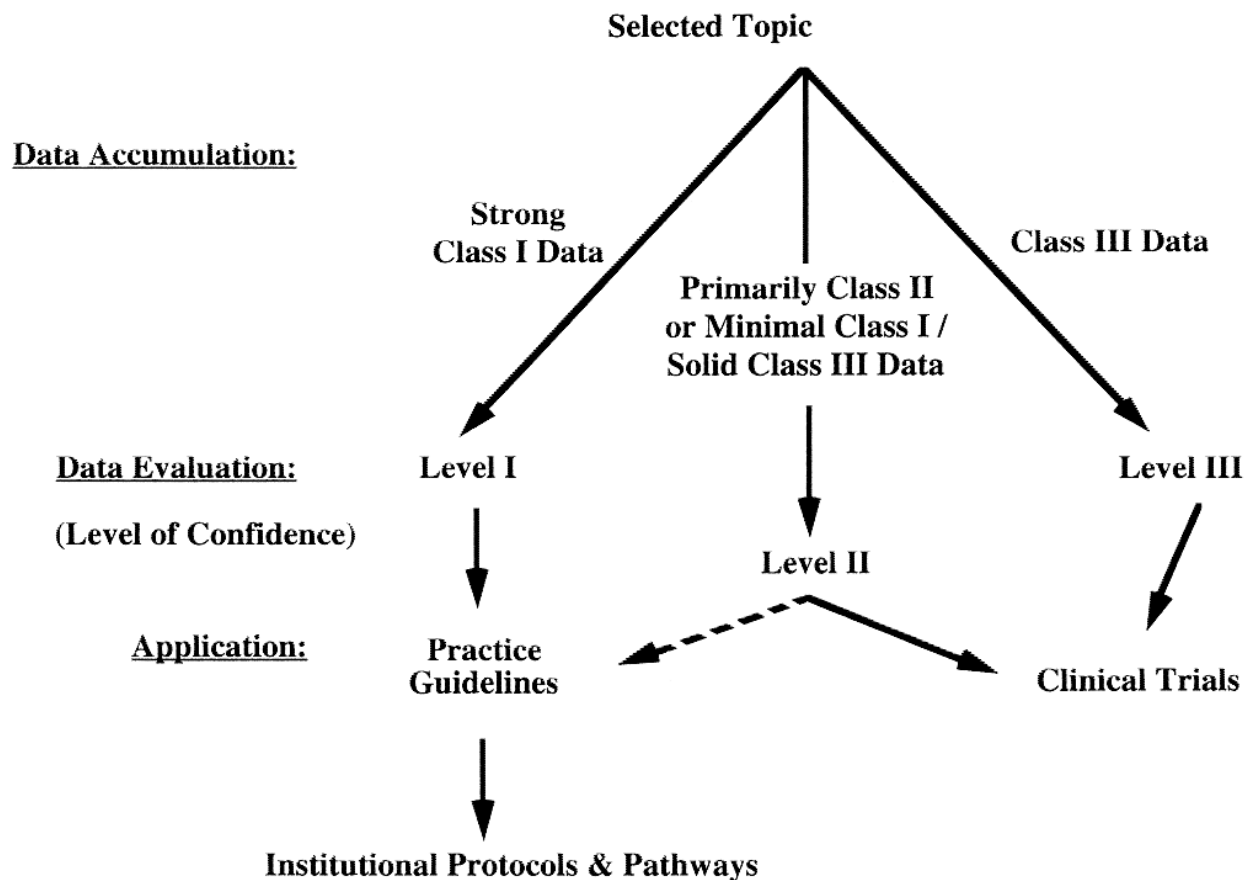 Selected Topic
Data Accumulation:
Strong
Class I Data
Class III Data
Primarily Class II
or Minimal Class I /
Solid Class III Data
Data Evaluation:
(Level of Confidence)
Level I
Level III
Level II
Application:
Practice
Guidelines
Clinical Trials
Institutional Protocols & Pathways